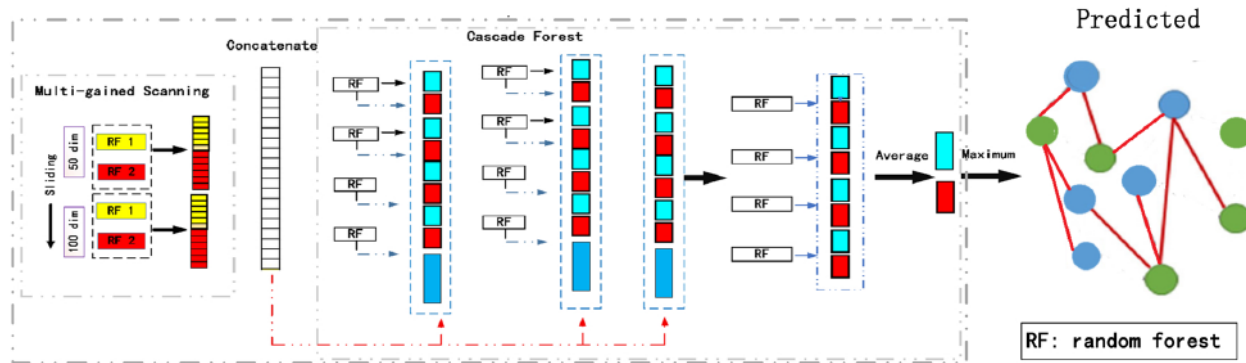 Predicted
Concatenate
Cascade Forest
Multi-gained Scanning
Sliding
50 dim
RF 1
RF 2
100 dim
RF 1
RF 2
RF
RF
RF
RF
RF
RF
RF
RF
RF
RF
RF
RF
Average
Maximum
RF: random forest